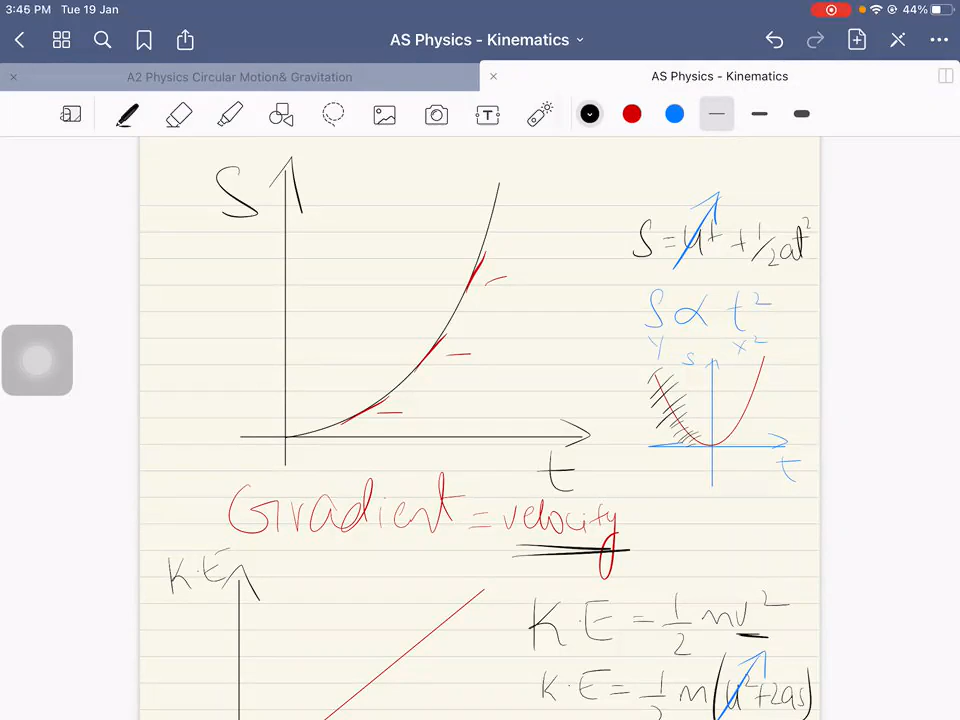 3:46 PM Tue 19 Jan
44%
AS Physics - Kinematics
A2 Physics Circular Motion& Gravitation
AS Physics - Kinematics
T
S
S = ut + 1/2at²
S ∝ t²
y x²
s
t
t
Gradient = velocity
K.E
K.E = 1/2 mv²
K.E = 1/2 m(u²+2as)